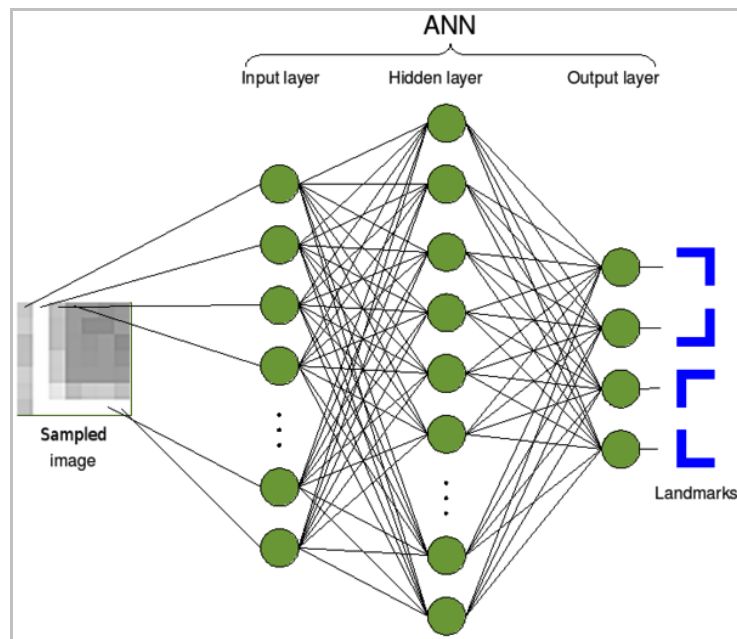 ANN
Input layer
Hidden layer
Output layer
Sampled
image
Landmarks